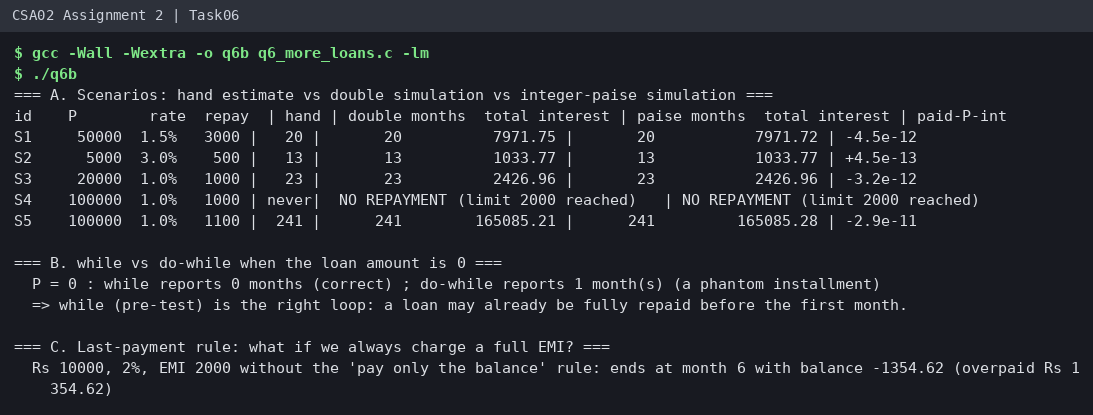 CSA02 Assignment 2 | Task06
$ gcc -Wall -Wextra -o q6b q6_more_loans.c -lm
$ ./q6b
=== A. Scenarios: hand estimate vs double simulation vs integer-paise simulation ===
id    P        rate  repay  | hand | double months  total interest | paise months  total interest | paid-P-int
S1     50000  1.5%   3000 |   20 |       20          7971.75 |       20           7971.72 | -4.5e-12
S2      5000  3.0%    500 |   13 |       13          1033.77 |       13           1033.77 | +4.5e-13
S3     20000  1.0%   1000 |   23 |       23          2426.96 |       23           2426.96 | -3.2e-12
S4    100000  1.0%   1000 | never|  NO REPAYMENT (limit 2000 reached)   | NO REPAYMENT (limit 2000 reached)
S5    100000  1.0%   1100 |  241 |      241        165085.21 |      241         165085.28 | -2.9e-11
=== B. while vs do-while when the loan amount is 0 ===
  P = 0 : while reports 0 months (correct) ; do-while reports 1 month(s) (a phantom installment)
  => while (pre-test) is the right loop: a loan may already be fully repaid before the first month.
=== C. Last-payment rule: what if we always charge a full EMI? ===
  Rs 10000, 2%, EMI 2000 without the 'pay only the balance' rule: ends at month 6 with balance -1354.62 (overpaid Rs 1
    354.62)